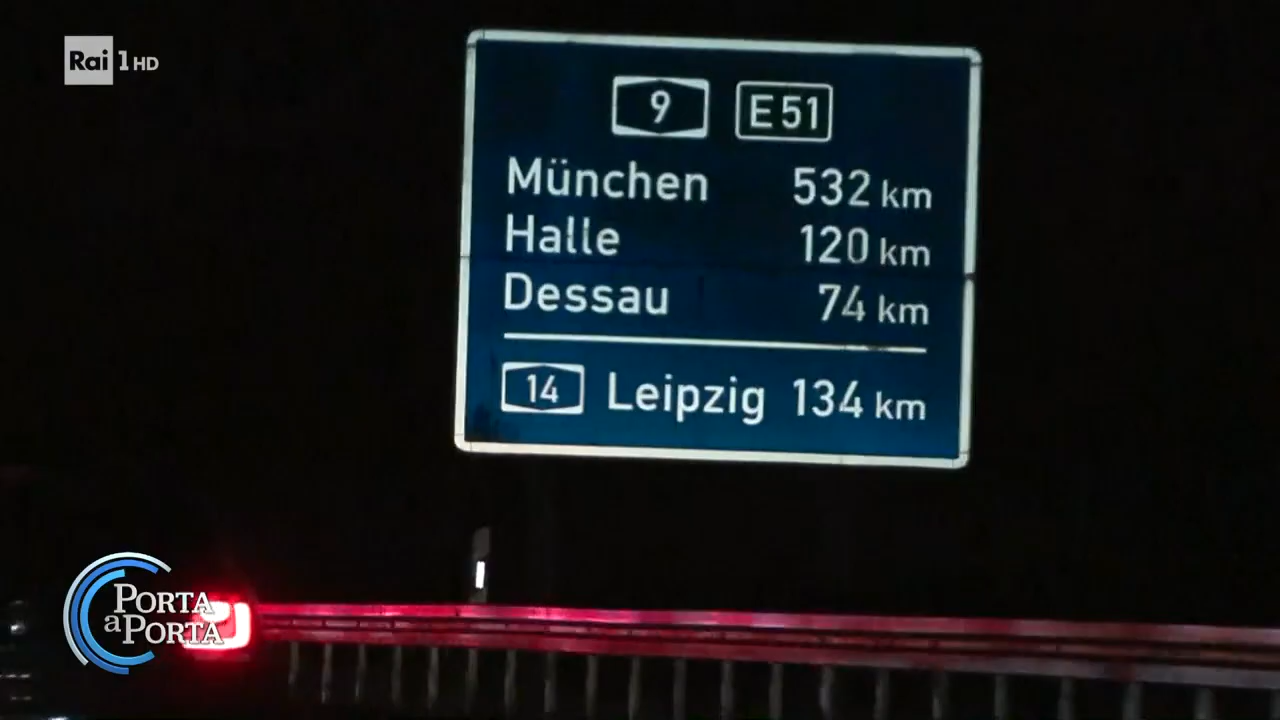 Rai 1 HD
9 E 51
München 532 km
Halle 120 km
Dessau 74 km
14 Leipzig 134 km
PORTA
a PORTA